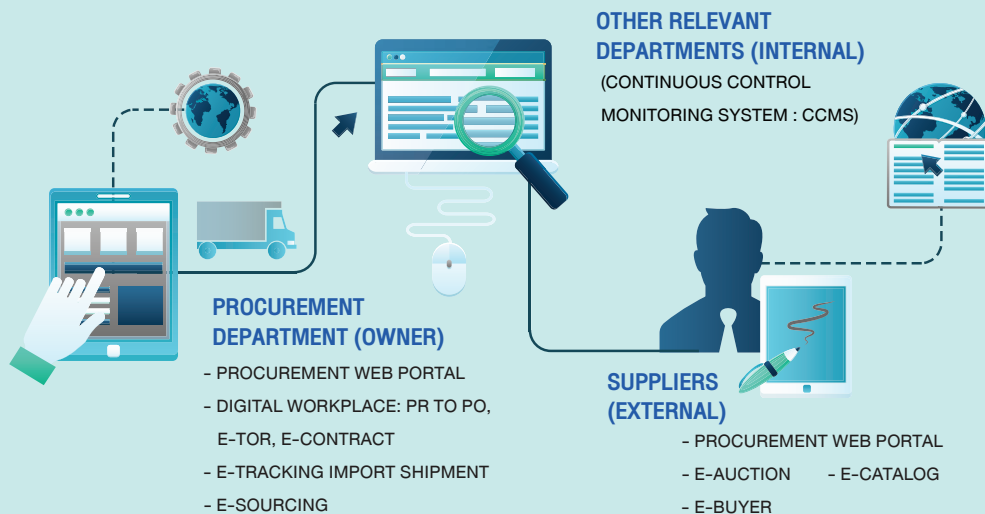 OTHER RELEVANT
DEPARTMENTS (INTERNAL)
(CONTINUOUS CONTROL
MONITORING SYSTEM : CCMS)
PROCUREMENT
DEPARTMENT (OWNER)
- PROCUREMENT WEB PORTAL
- DIGITAL WORKPLACE: PR TO PO,
E-TOR, E-CONTRACT
- E-TRACKING IMPORT SHIPMENT
- E-SOURCING
SUPPLIERS
(EXTERNAL)
- PROCUREMENT WEB PORTAL
- E-AUCTION - E-CATALOG
- E-BUYER